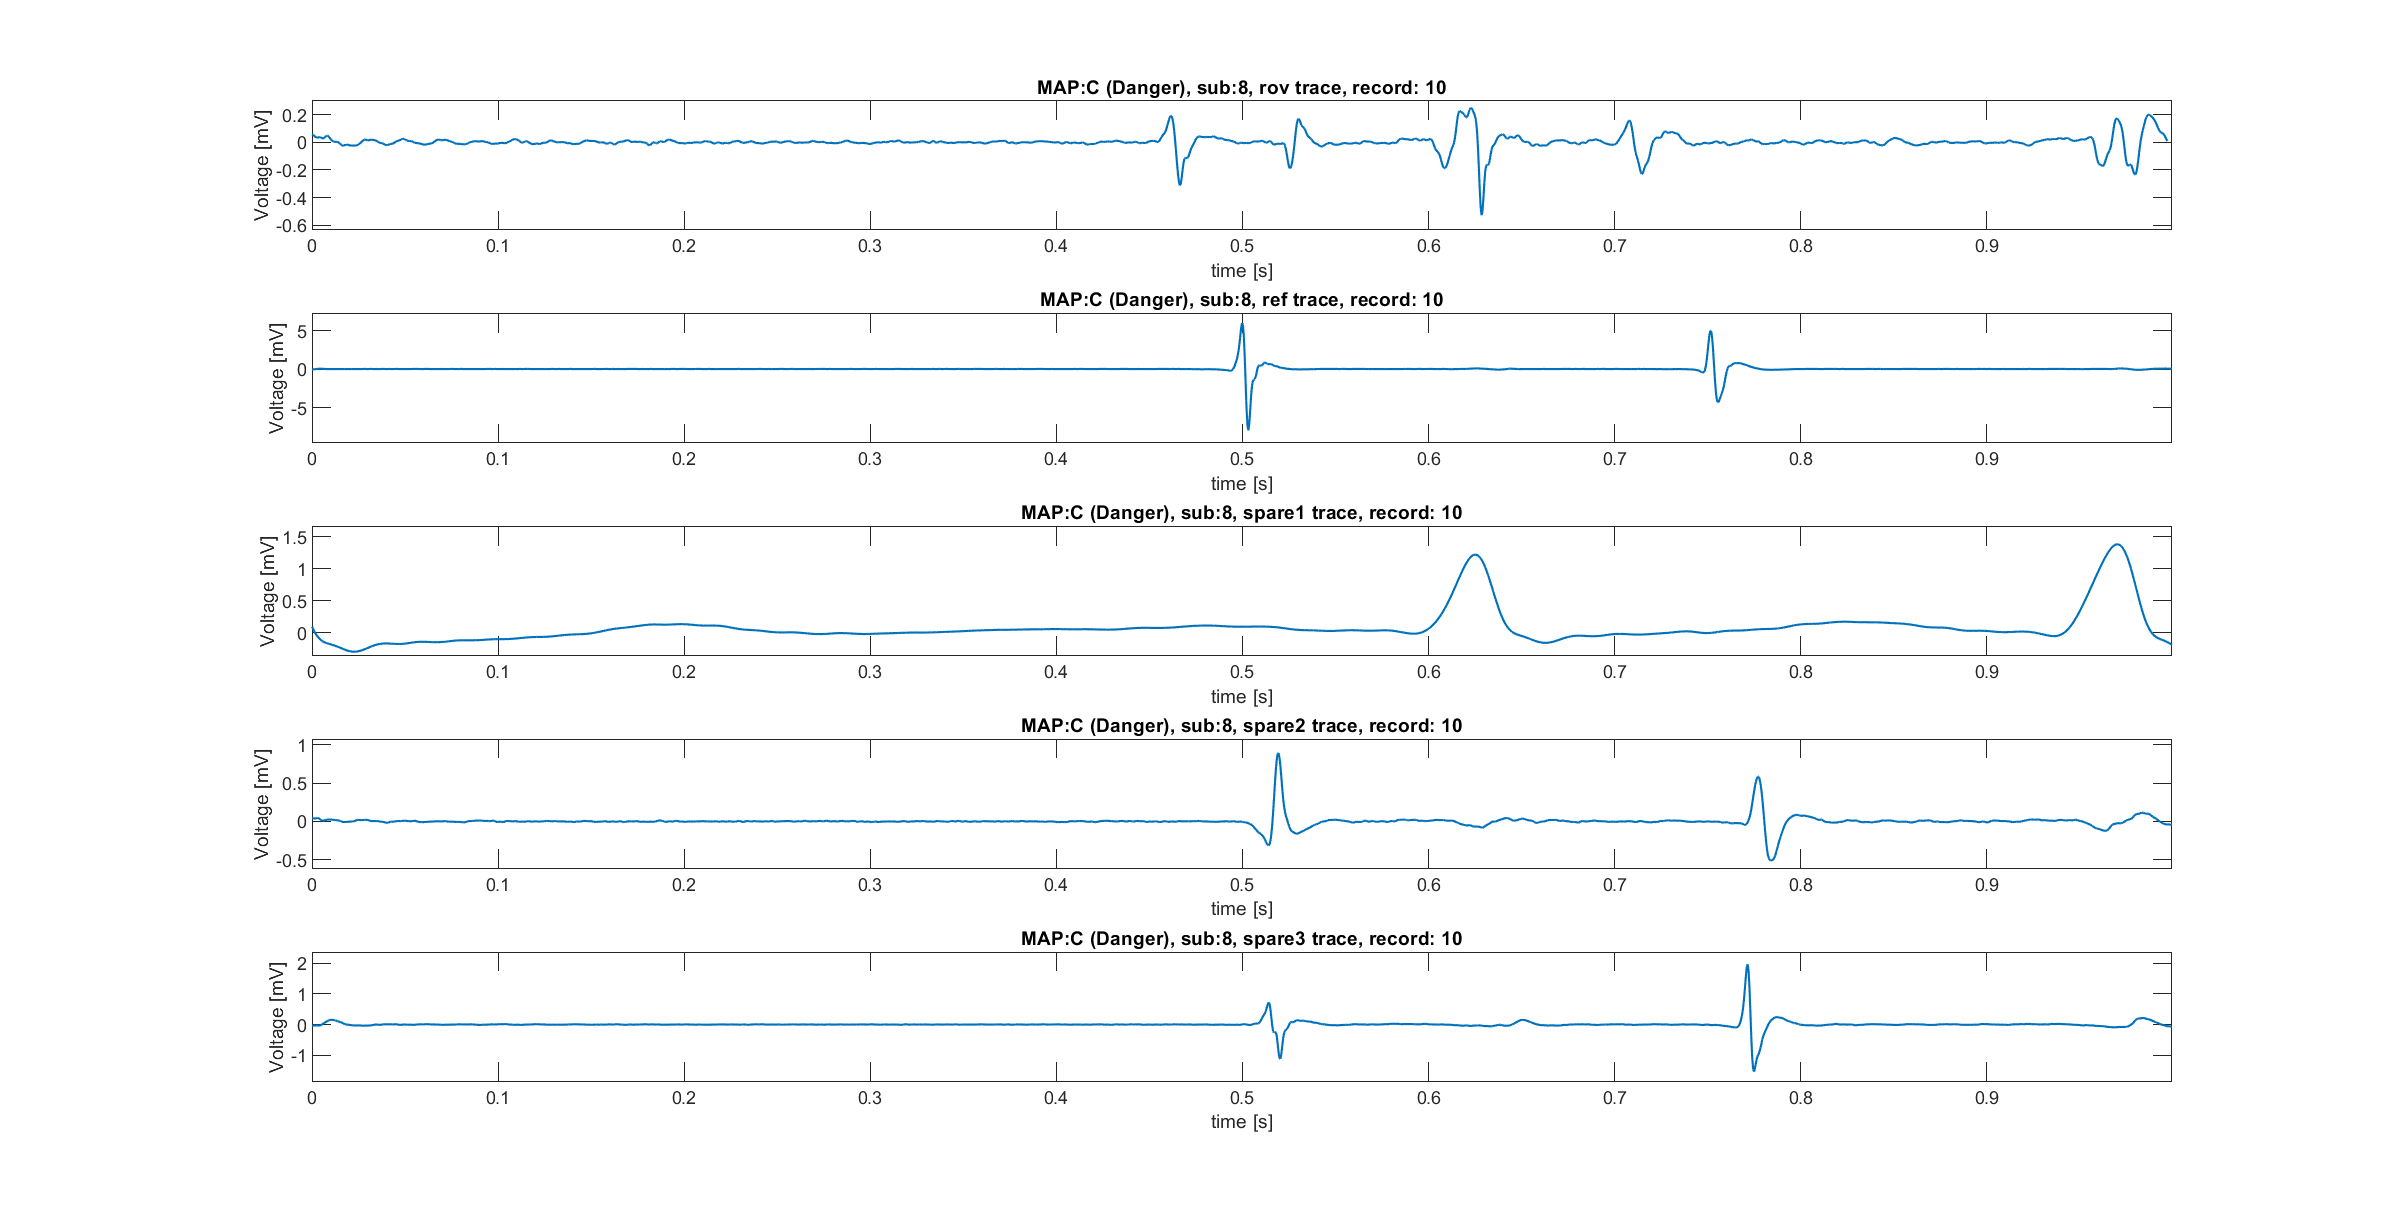 MAP:C (Danger), sub:8, rov trace, record: 10
Voltage [mV]
0.2
0
-0.2
-0.4
-0.6
0 0.1 0.2 0.3 0.4 0.5 0.6 0.7 0.8 0.9
time [s]
MAP:C (Danger), sub:8, ref trace, record: 10
Voltage [mV]
5
0
-5
0 0.1 0.2 0.3 0.4 0.5 0.6 0.7 0.8 0.9
time [s]
MAP:C (Danger), sub:8, spare1 trace, record: 10
Voltage [mV]
1.5
1
0.5
0
0 0.1 0.2 0.3 0.4 0.5 0.6 0.7 0.8 0.9
time [s]
MAP:C (Danger), sub:8, spare2 trace, record: 10
Voltage [mV]
1
0.5
0
-0.5
0 0.1 0.2 0.3 0.4 0.5 0.6 0.7 0.8 0.9
time [s]
MAP:C (Danger), sub:8, spare3 trace, record: 10
Voltage [mV]
2
1
0
-1
0 0.1 0.2 0.3 0.4 0.5 0.6 0.7 0.8 0.9
time [s]